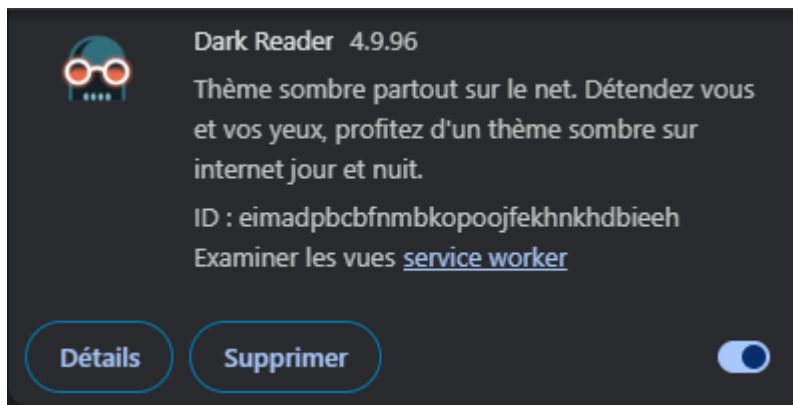 Dark Reader 4.9.96
Thème sombre partout sur le net. Détendez vous
et vos yeux, profitez d'un thème sombre sur
internet jour et nuit.
ID : eimadpbcbfnmbkopoojfekhnkhdbieeh
Examiner les vues service worker
Détails
Supprimer